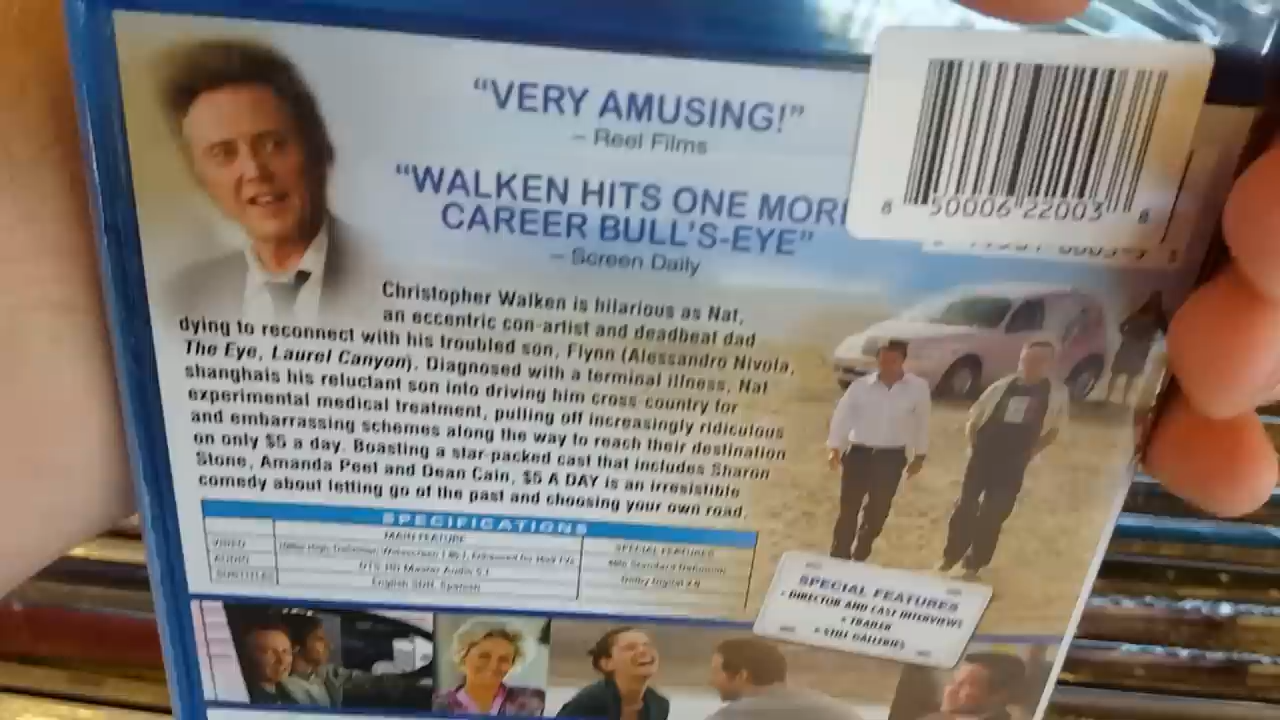 “VERY AMUSING!”
– Reel Films
“WALKEN HITS ONE MORE
CAREER BULL'S-EYE”
– Screen Daily
8 50006 22003 8
Christopher Walken is hilarious as Nat,
an eccentric con-artist and deadbeat dad
dying to reconnect with his troubled son, Flynn (Alessandro Nivola,
The Eye, Laurel Canyon). Diagnosed with a terminal illness, Nat
shanghais his reluctant son into driving him cross-country for
experimental medical treatment, pulling off increasingly ridiculous
and embarrassing schemes along the way to reach their destination
on only $5 a day. Boasting a star-packed cast that includes Sharon
Stone, Amanda Peet and Dean Cain, $5 A DAY is an irresistible
comedy about letting go of the past and choosing your own road.
SPECIFICATIONS
MAIN FEATURE
SPECIAL FEATURES
VIDEO
AUDIO
DTS-HD Master Audio 5.1
SUBTITLES
English SDH, Spanish
SPECIAL FEATURES
• DIRECTOR AND CAST INTERVIEWS
• TRAILER
• STILL GALLERIES